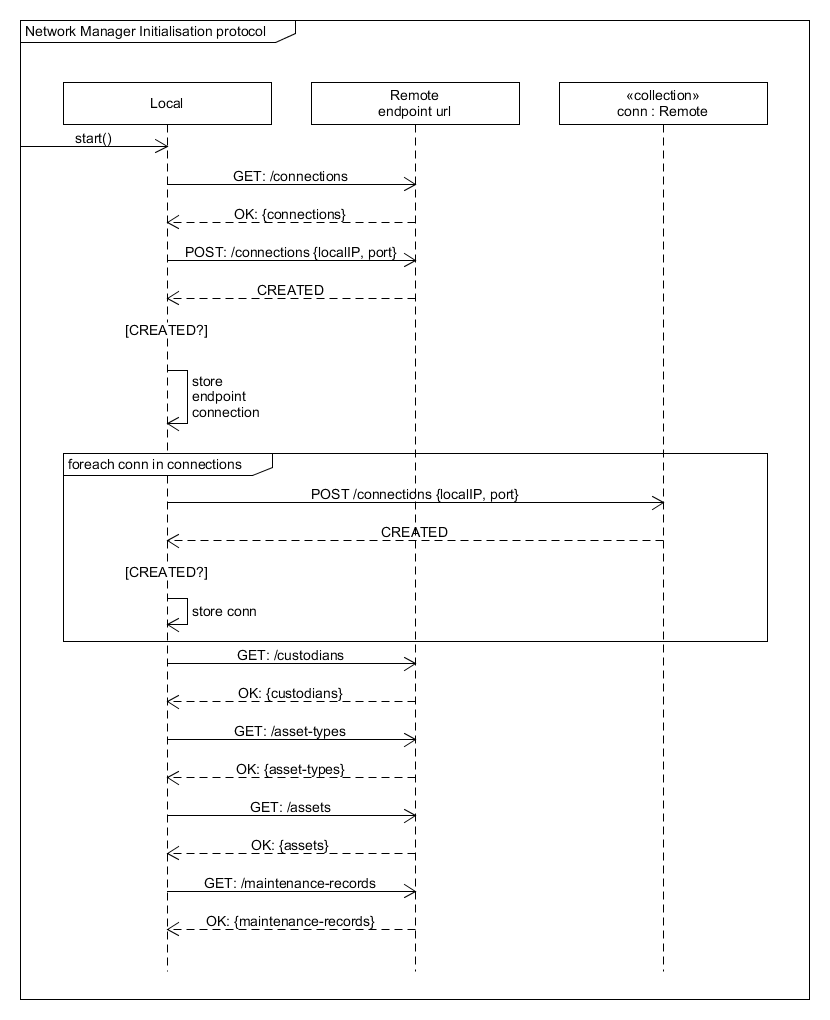 Network Manager Initialisation protocol
Local
Remote
endpoint url
«collection»
conn : Remote
start()
GET: /connections
OK: {connections}
POST: /connections {localIP, port}
CREATED
[CREATED?]
store
endpoint
connection
foreach conn in connections
POST /connections {localIP, port}
CREATED
[CREATED?]
store conn
GET: /custodians
OK: {custodians}
GET: /asset-types
OK: {asset-types}
GET: /assets
OK: {assets}
GET: /maintenance-records
OK: {maintenance-records}